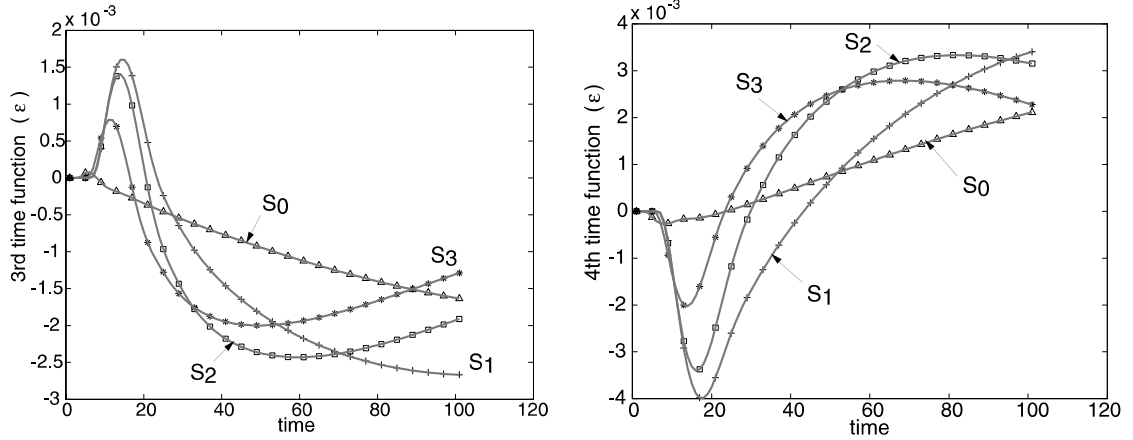 2 x 10⁻³
1.5
1
0.5
0
-0.5
-1
-1.5
-2
-2.5
-3
0 20 40 60 80 100 120
time
3rd time function ( ε )
S0
S3
S2
S1
4 x 10⁻³
3
2
1
0
-1
-2
-3
-4
0 20 40 60 80 100 120
time
4th time function (ε)
S2
S3
S0
S1